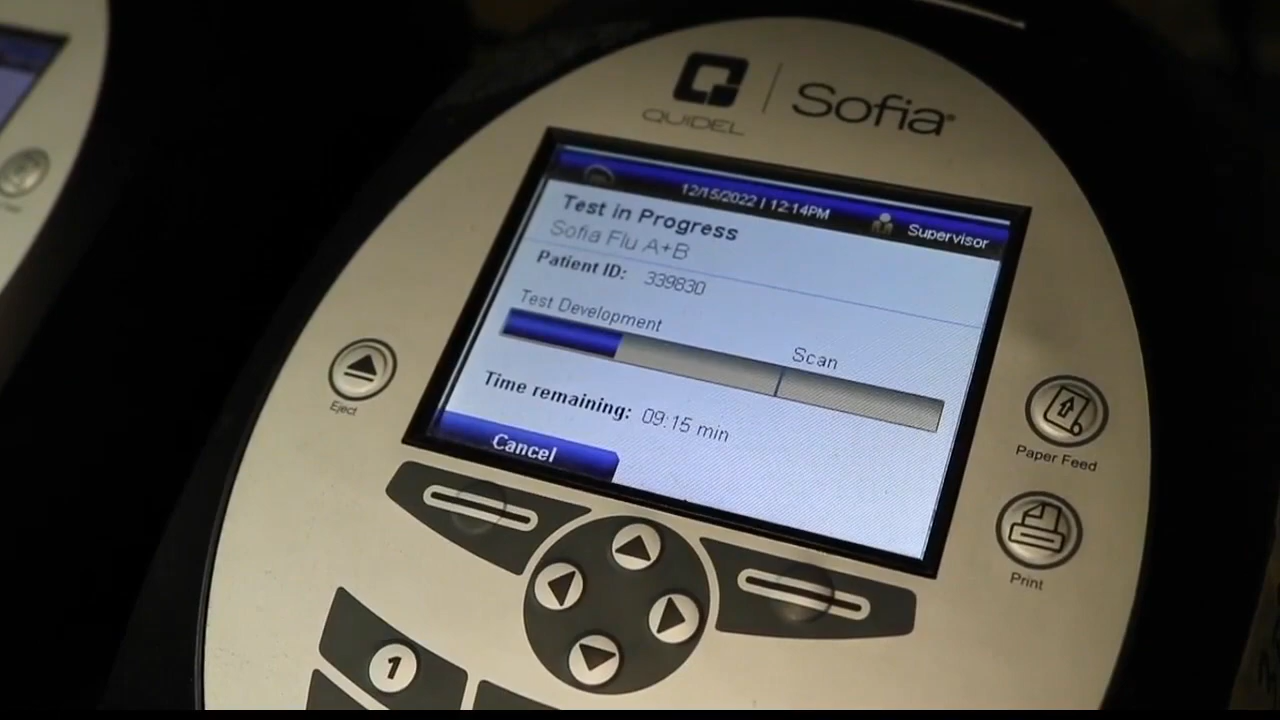 QUIDEL
Sofia
12/15/2022 | 12:14PM
Supervisor
Test in Progress
Sofia Flu A+B
Patient ID: 339830
Test Development
Scan
Time remaining: 09:15 min
Cancel
Eject
Paper Feed
Print
1